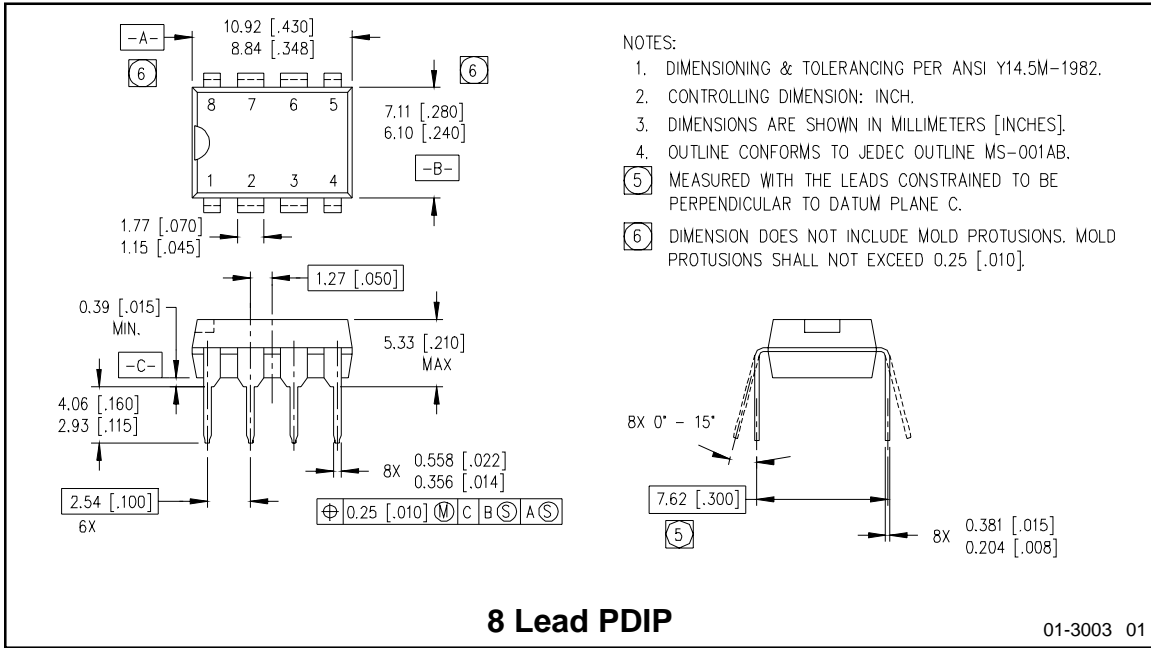 -A-
10.92 [.430]
8.84 [.348]
6
6
8 7 6 5
7.11 [.280]
6.10 [.240]
-B-
1 2 3 4
1.77 [.070]
1.15 [.045]
1.27 [.050]
0.39 [.015]
MIN.
-C-
5.33 [.210]
MAX
4.06 [.160]
2.93 [.115]
8X 0.558 [.022]
0.356 [.014]
2.54 [.100]
6X
⌖ 0.25 [.010] Ⓜ C B Ⓢ A Ⓢ
NOTES:
1. DIMENSIONING & TOLERANCING PER ANSI Y14.5M-1982.
2. CONTROLLING DIMENSION: INCH.
3. DIMENSIONS ARE SHOWN IN MILLIMETERS [INCHES].
4. OUTLINE CONFORMS TO JEDEC OUTLINE MS-001AB.
5 MEASURED WITH THE LEADS CONSTRAINED TO BE
PERPENDICULAR TO DATUM PLANE C.
6 DIMENSION DOES NOT INCLUDE MOLD PROTUSIONS. MOLD
PROTUSIONS SHALL NOT EXCEED 0.25 [.010].
8X 0° - 15°
7.62 [.300]
5
8X 0.381 [.015]
0.204 [.008]
8 Lead PDIP
01-3003 01